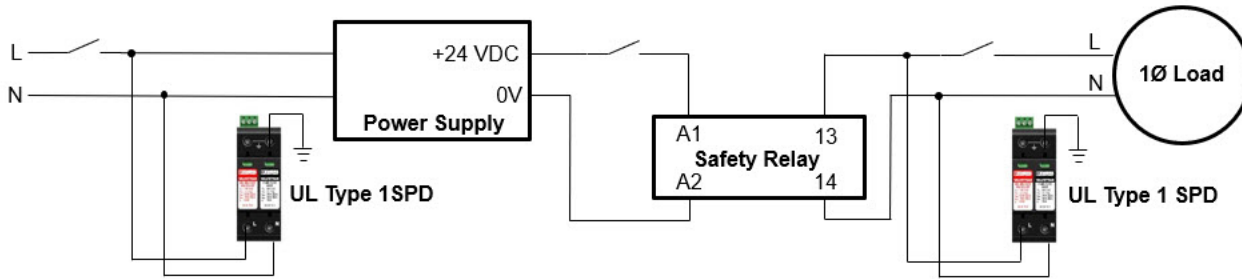 L
N
+24 VDC
0V
Power Supply
UL Type 1SPD
A1
13
Safety Relay
A2
14
L
N
1Ø Load
UL Type 1 SPD
L
N
L
N